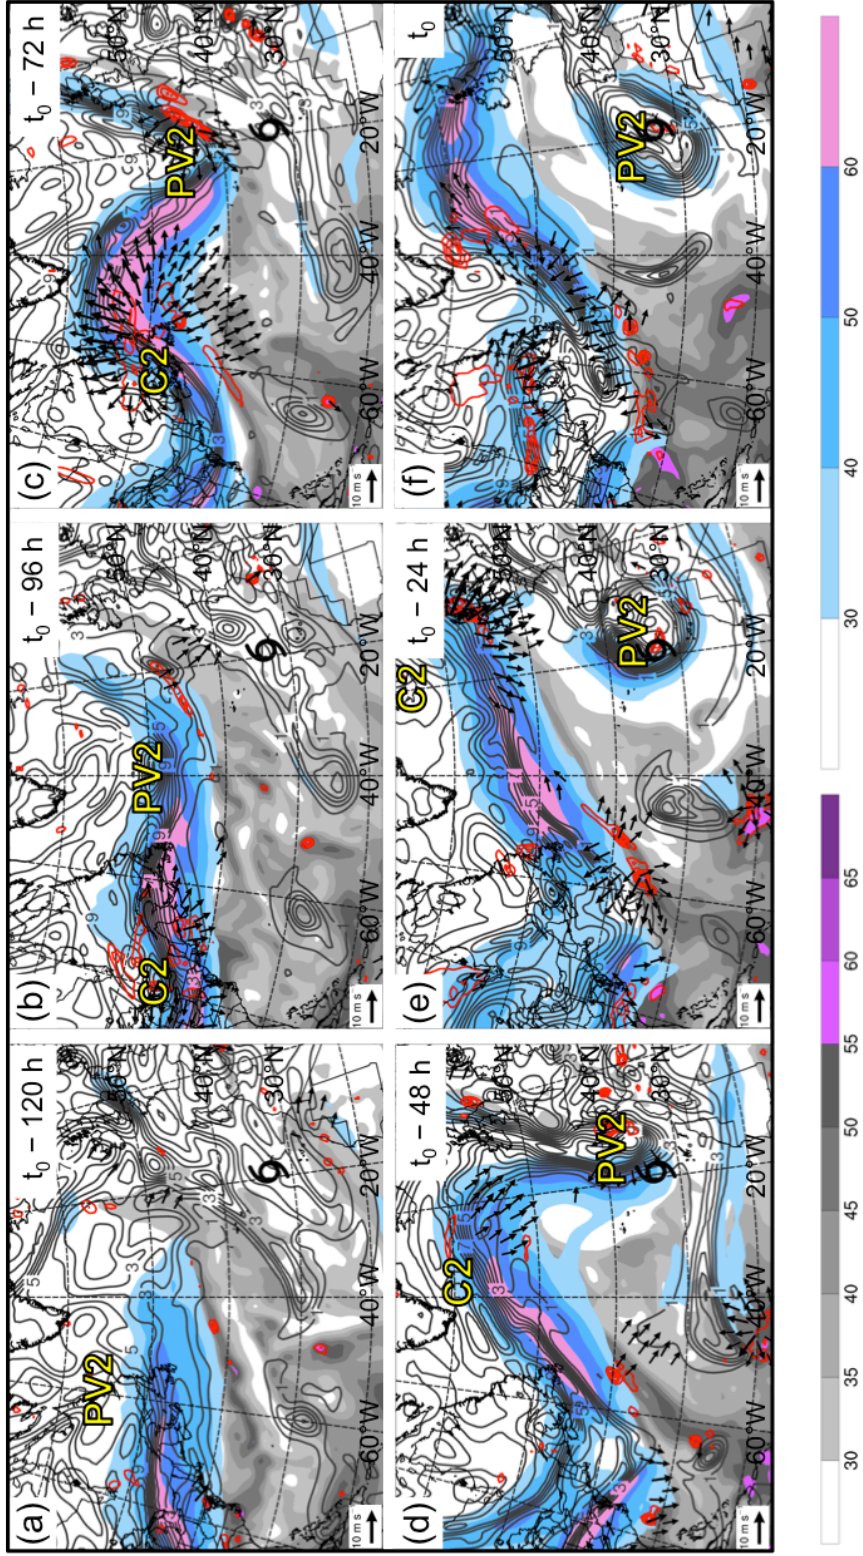 (a)
t₀ − 120 h
PV2
50°N
40°N
30°N
60°W
40°W
20°W
10 m s
(b)
t₀ − 96 h
C2
PV2
50°N
40°N
30°N
60°W
40°W
20°W
10 m s
(c)
t₀ − 72 h
C2
PV2
50°N
40°N
30°N
60°W
40°W
20°W
10 m s
(d)
t₀ − 48 h
C2
PV2
50°N
40°N
30°N
60°W
40°W
20°W
10 m s
(e)
t₀ − 24 h
C2
PV2
50°N
40°N
30°N
60°W
40°W
20°W
10 m s
(f)
t₀
PV2
50°N
40°N
30°N
60°W
40°W
20°W
10 m s
30 35 40 45 50 55 60 65
30 40 50 60